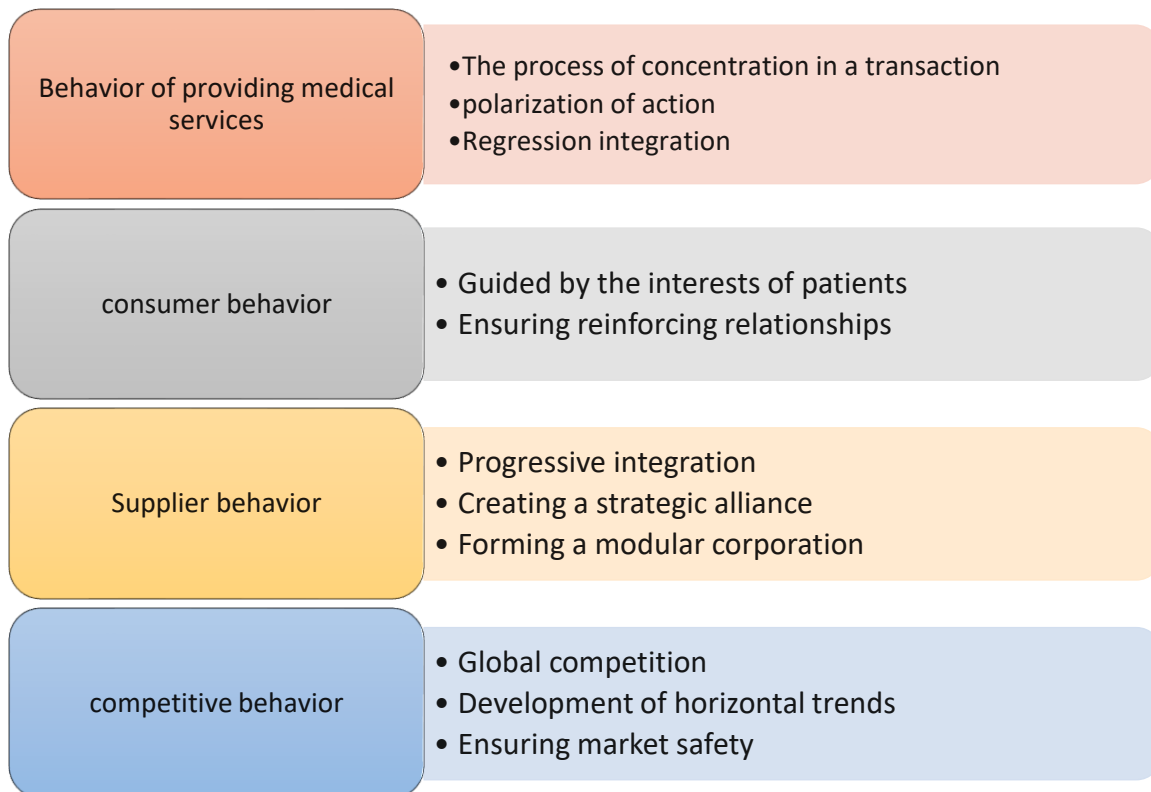 Behavior of providing medical
services
•The process of concentration in a transaction
•polarization of action
•Regression integration
consumer behavior
• Guided by the interests of patients
• Ensuring reinforcing relationships
Supplier behavior
• Progressive integration
• Creating a strategic alliance
• Forming a modular corporation
competitive behavior
• Global competition
• Development of horizontal trends
• Ensuring market safety